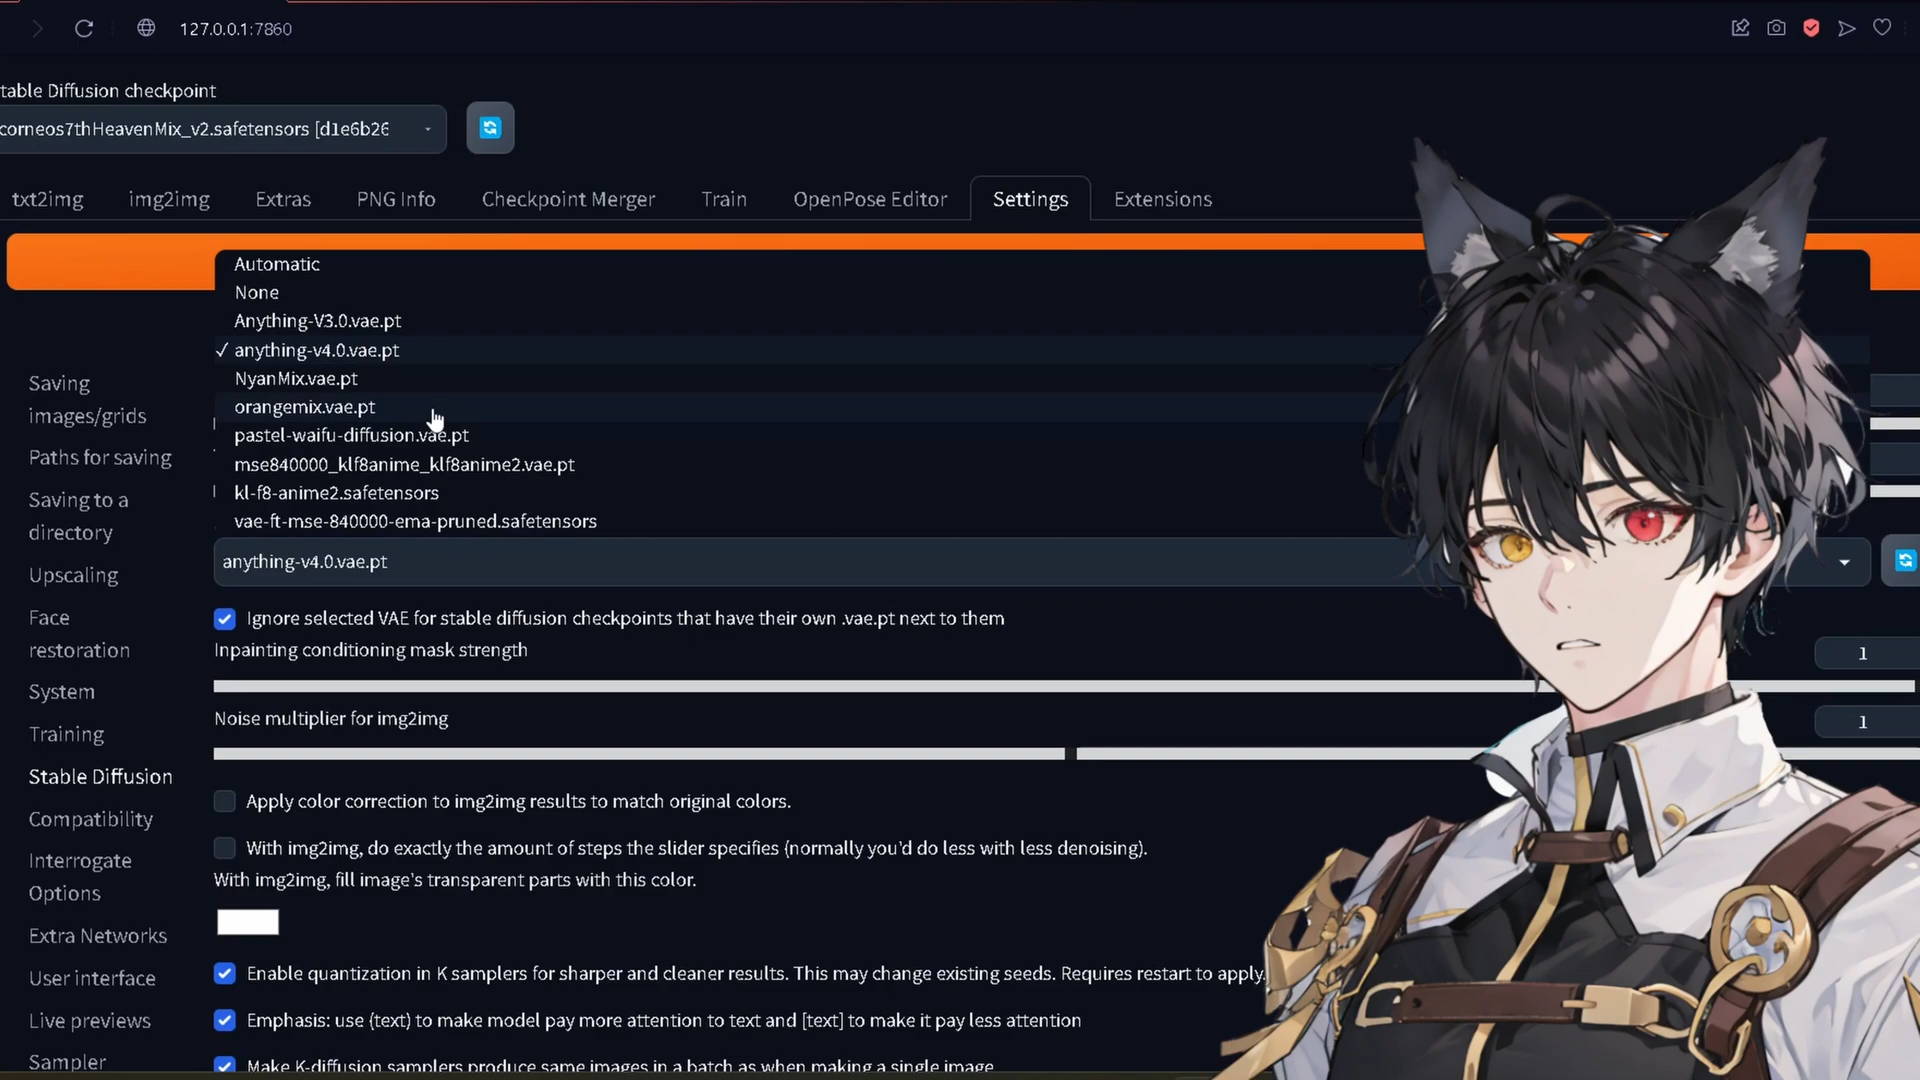 127.0.0.1:7860
table Diffusion checkpoint
corneos7thHeavenMix_v2.safetensors [d1e6b26
txt2img
img2img
Extras
PNG Info
Checkpoint Merger
Train
OpenPose Editor
Settings
Extensions
Automatic
None
Anything-V3.0.vae.pt
✓ anything-v4.0.vae.pt
NyanMix.vae.pt
orangemix.vae.pt
pastel-waifu-diffusion.vae.pt
mse840000_klf8anime_klf8anime2.vae.pt
kl-f8-anime2.safetensors
vae-ft-mse-840000-ema-pruned.safetensors
anything-v4.0.vae.pt
Saving
images/grids
Paths for saving
Saving to a
directory
Upscaling
Face
restoration
System
Training
Stable Diffusion
Compatibility
Interrogate
Options
Extra Networks
User interface
Live previews
Sampler
Ignore selected VAE for stable diffusion checkpoints that have their own .vae.pt next to them
Inpainting conditioning mask strength
1
Noise multiplier for img2img
1
Apply color correction to img2img results to match original colors.
With img2img, do exactly the amount of steps the slider specifies (normally you'd do less with less denoising).
With img2img, fill image's transparent parts with this color.
Enable quantization in K samplers for sharper and cleaner results. This may change existing seeds. Requires restart to apply.
Emphasis: use (text) to make model pay more attention to text and [text] to make it pay less attention
Make K-diffusion samplers produce same images in a batch as when making a single image